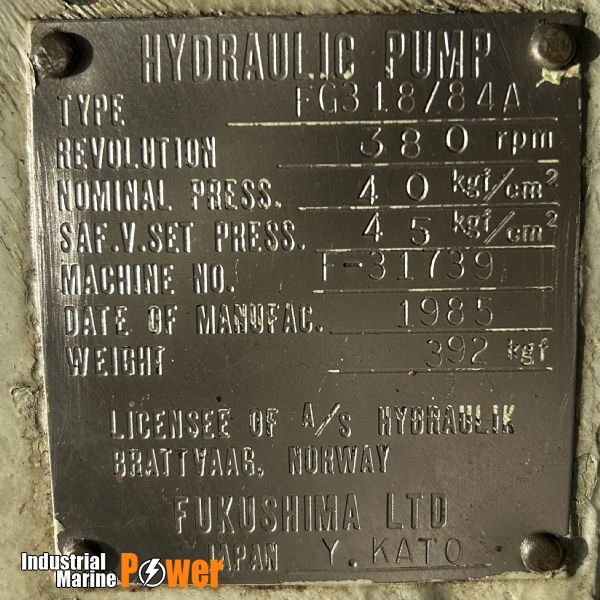 HYDRAULIC PUMP
TYPE FG318/84A
REVOLUTION 380 rpm
NOMINAL PRESS. 40 kgf/cm²
SAF.V.SET PRESS. 45 kgf/cm²
MACHINE NO. F-31739
DATE OF MANUFAC. 1985
WEIGHT 392 kgf
LICENSEE OF A/S HYDRAULIK
BRATTVAAG, NORWAY
FUKUSHIMA LTD
JAPAN Y.KATO
Industrial
Marine Power